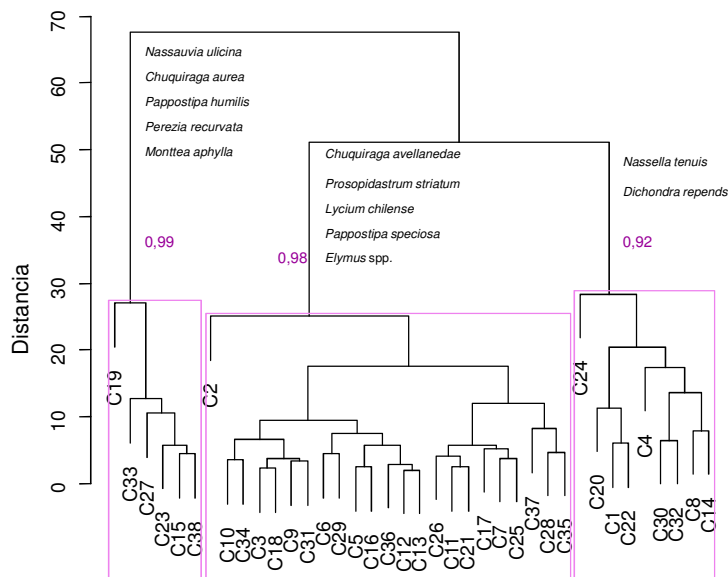 70
60
50
40
30
20
10
0
Distancia
Nassauvia ulicina
Chuquiraga aurea
Pappostipa humilis
Perezia recurvata
Monttea aphylla
0,99
Chuquiraga avellanedae
Prosopidastrum striatum
Lycium chilense
Pappostipa speciosa
Elymus spp.
0,98
Nassella tenuis
Dichondra repends
0,92
C19
C33
C27
C23
C15
C38
C2
C10
C34
C3
C18
C9
C31
C6
C29
C5
C16
C36
C12
C13
C26
C11
C21
C17
C7
C25
C37
C28
C35
C24
C20
C1
C22
C4
C30
C32
C8
C14